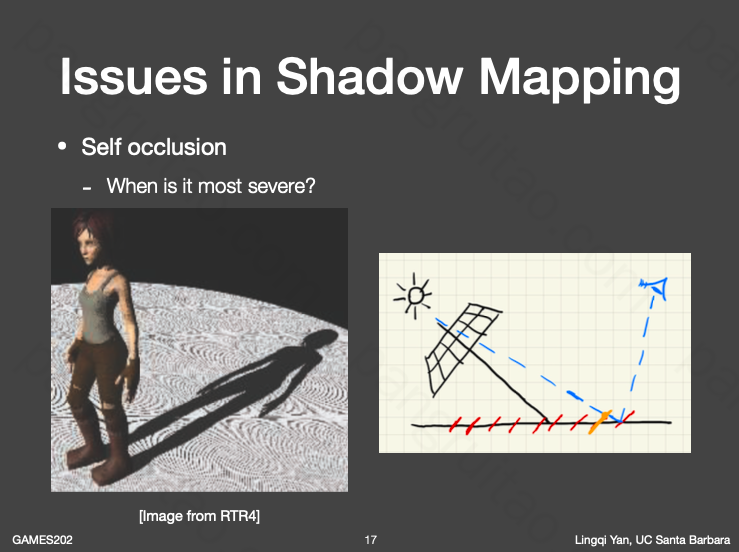 Issues in Shadow Mapping
• Self occlusion
- When is it most severe?
[Image from RTR4]
GAMES202
17
Lingqi Yan, UC Santa Barbara